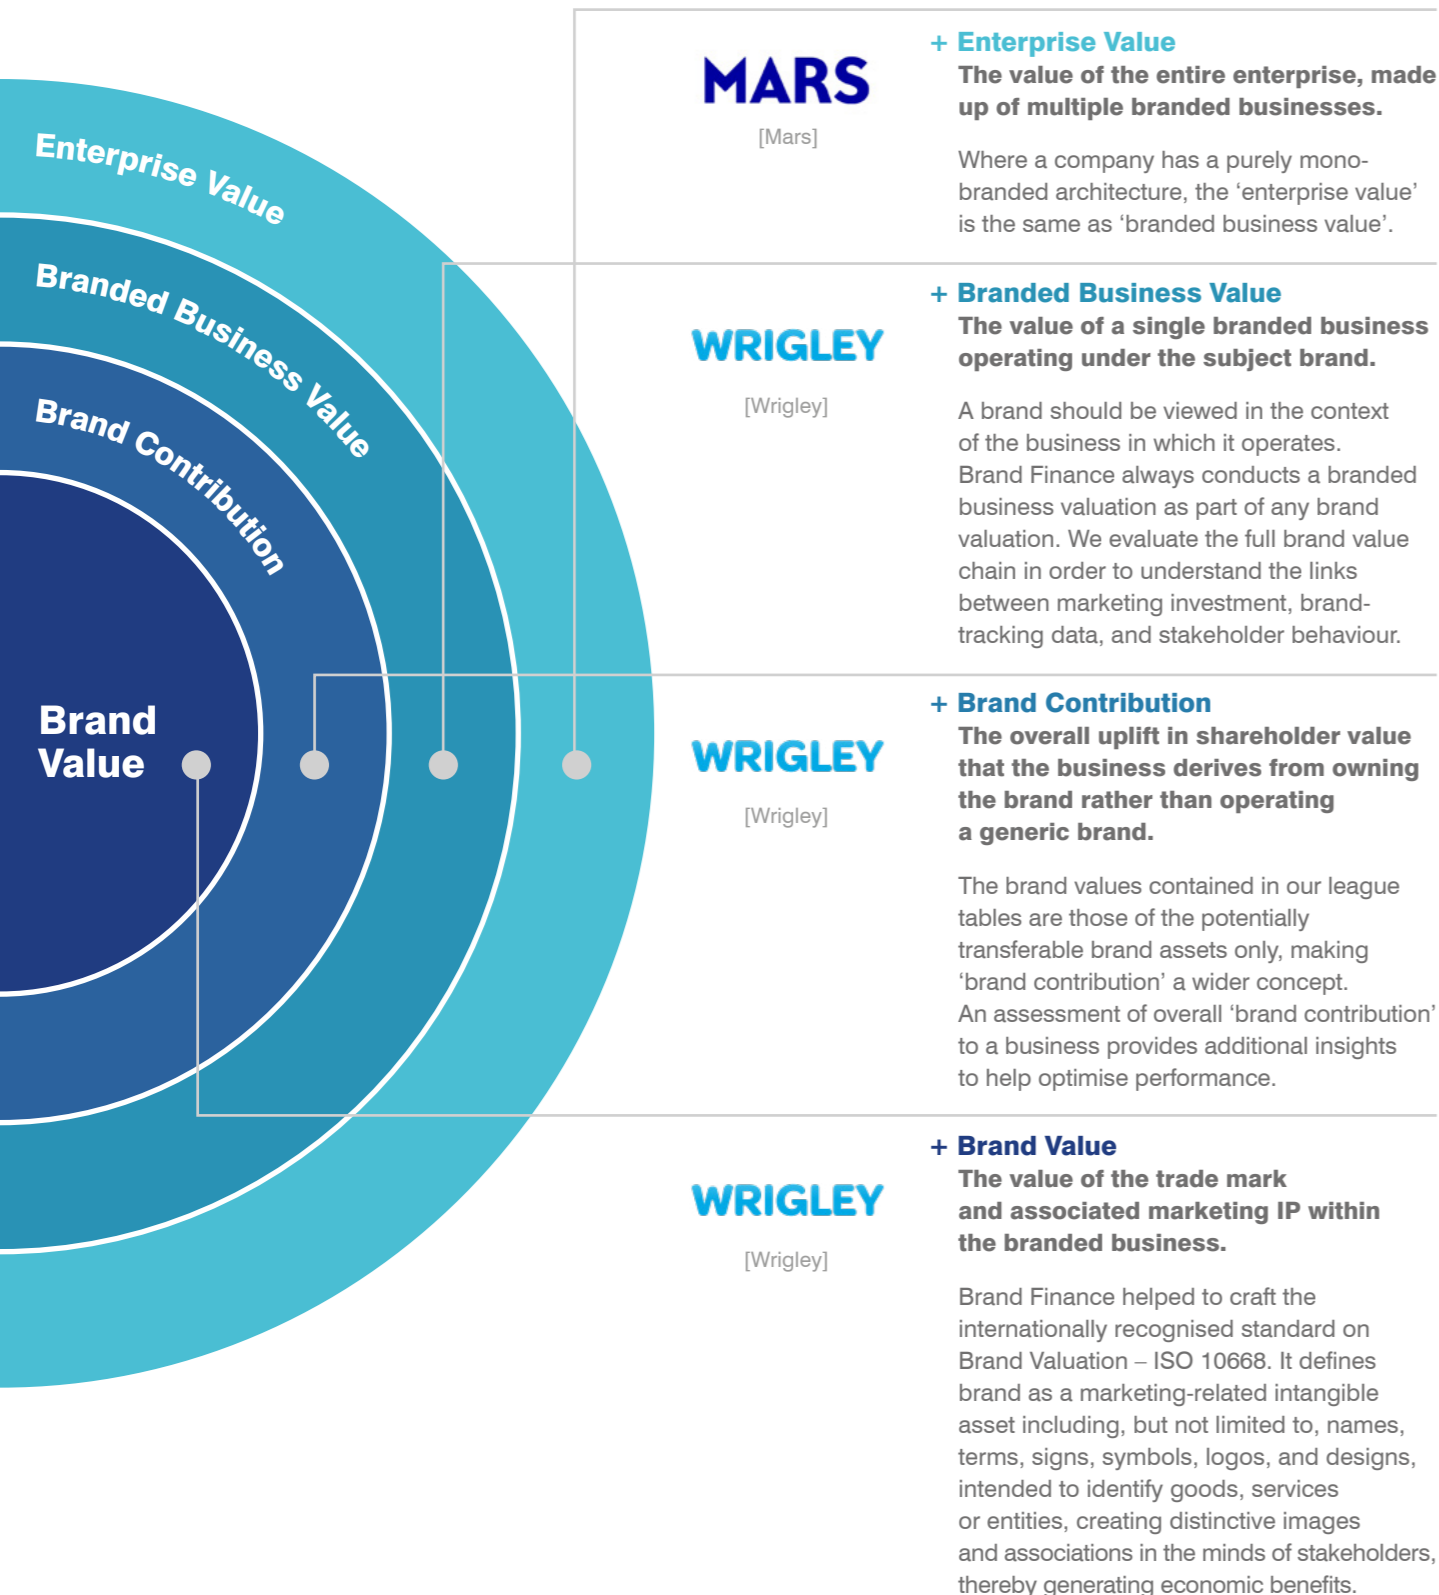 Enterprise Value
Branded Business Value
Brand Contribution
Brand
Value
MARS
[Mars]
+ Enterprise Value
The value of the entire enterprise, made
up of multiple branded businesses.
Where a company has a purely mono-
branded architecture, the ‘enterprise value’
is the same as ‘branded business value’.
WRIGLEY
[Wrigley]
+ Branded Business Value
The value of a single branded business
operating under the subject brand.
A brand should be viewed in the context
of the business in which it operates.
Brand Finance always conducts a branded
business valuation as part of any brand
valuation. We evaluate the full brand value
chain in order to understand the links
between marketing investment, brand-
tracking data, and stakeholder behaviour.
WRIGLEY
[Wrigley]
+ Brand Contribution
The overall uplift in shareholder value
that the business derives from owning
the brand rather than operating
a generic brand.
The brand values contained in our league
tables are those of the potentially
transferable brand assets only, making
‘brand contribution’ a wider concept.
An assessment of overall ‘brand contribution’
to a business provides additional insights
to help optimise performance.
WRIGLEY
[Wrigley]
+ Brand Value
The value of the trade mark
and associated marketing IP within
the branded business.
Brand Finance helped to craft the
internationally recognised standard on
Brand Valuation – ISO 10668. It defines
brand as a marketing-related intangible
asset including, but not limited to, names,
terms, signs, symbols, logos, and designs,
intended to identify goods, services
or entities, creating distinctive images
and associations in the minds of stakeholders,
thereby generating economic benefits.